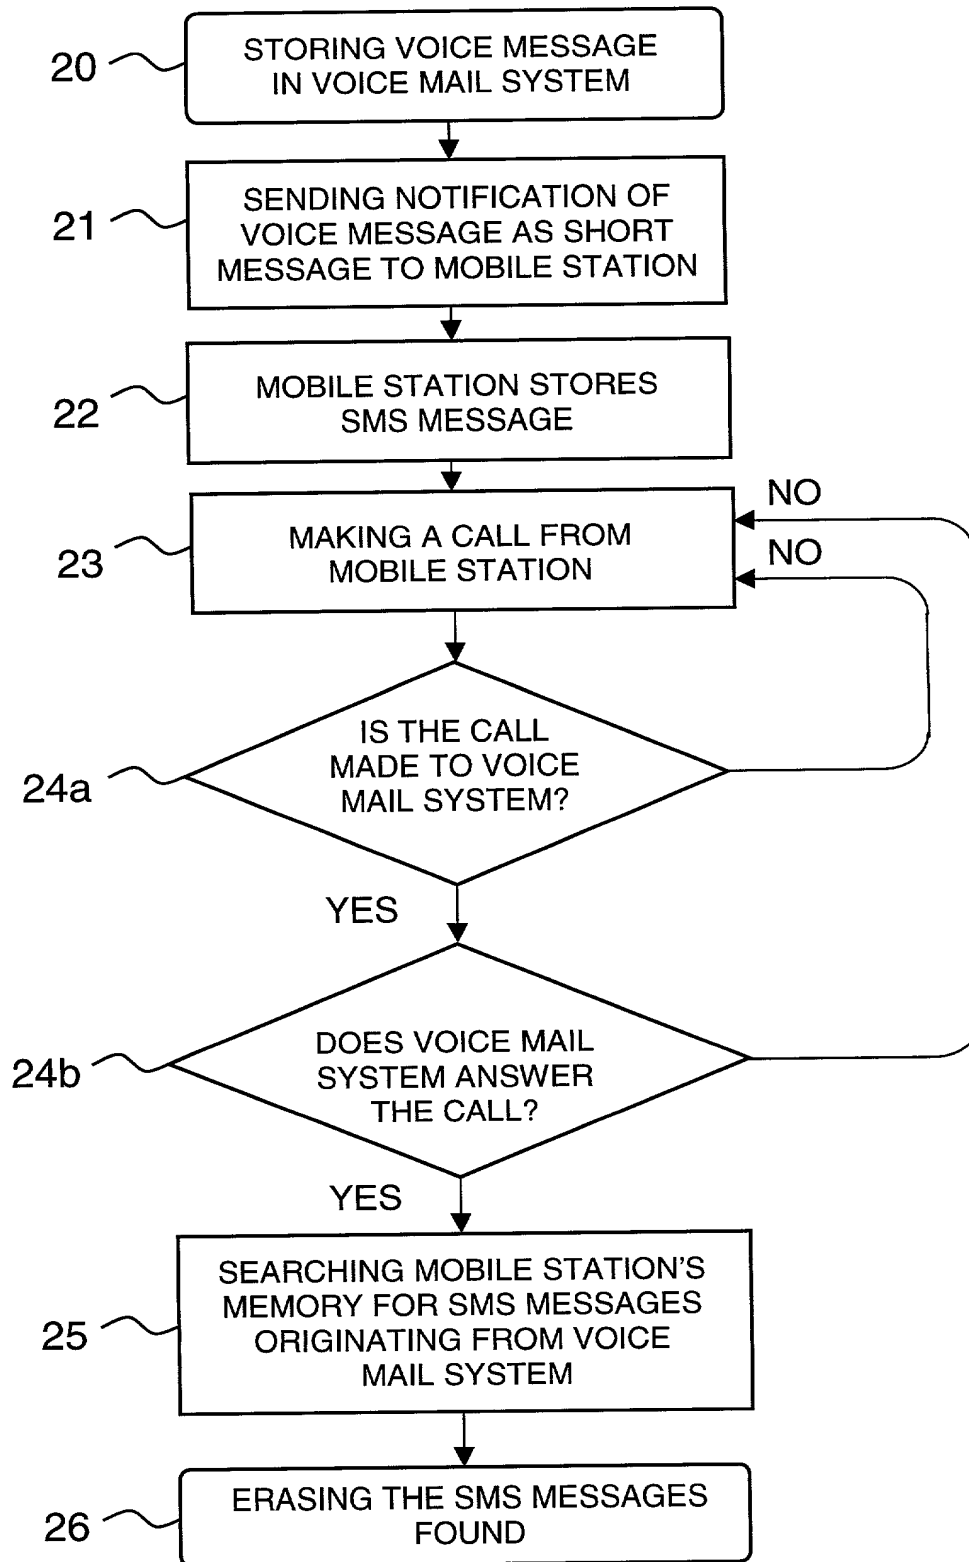 20
STORING VOICE MESSAGE
IN VOICE MAIL SYSTEM
21
SENDING NOTIFICATION OF
VOICE MESSAGE AS SHORT
MESSAGE TO MOBILE STATION
22
MOBILE STATION STORES
SMS MESSAGE
23
MAKING A CALL FROM
MOBILE STATION
NO
NO
24a
IS THE CALL
MADE TO VOICE
MAIL SYSTEM?
YES
24b
DOES VOICE MAIL
SYSTEM ANSWER
THE CALL?
YES
25
SEARCHING MOBILE STATION'S
MEMORY FOR SMS MESSAGES
ORIGINATING FROM VOICE
MAIL SYSTEM
26
ERASING THE SMS MESSAGES
FOUND